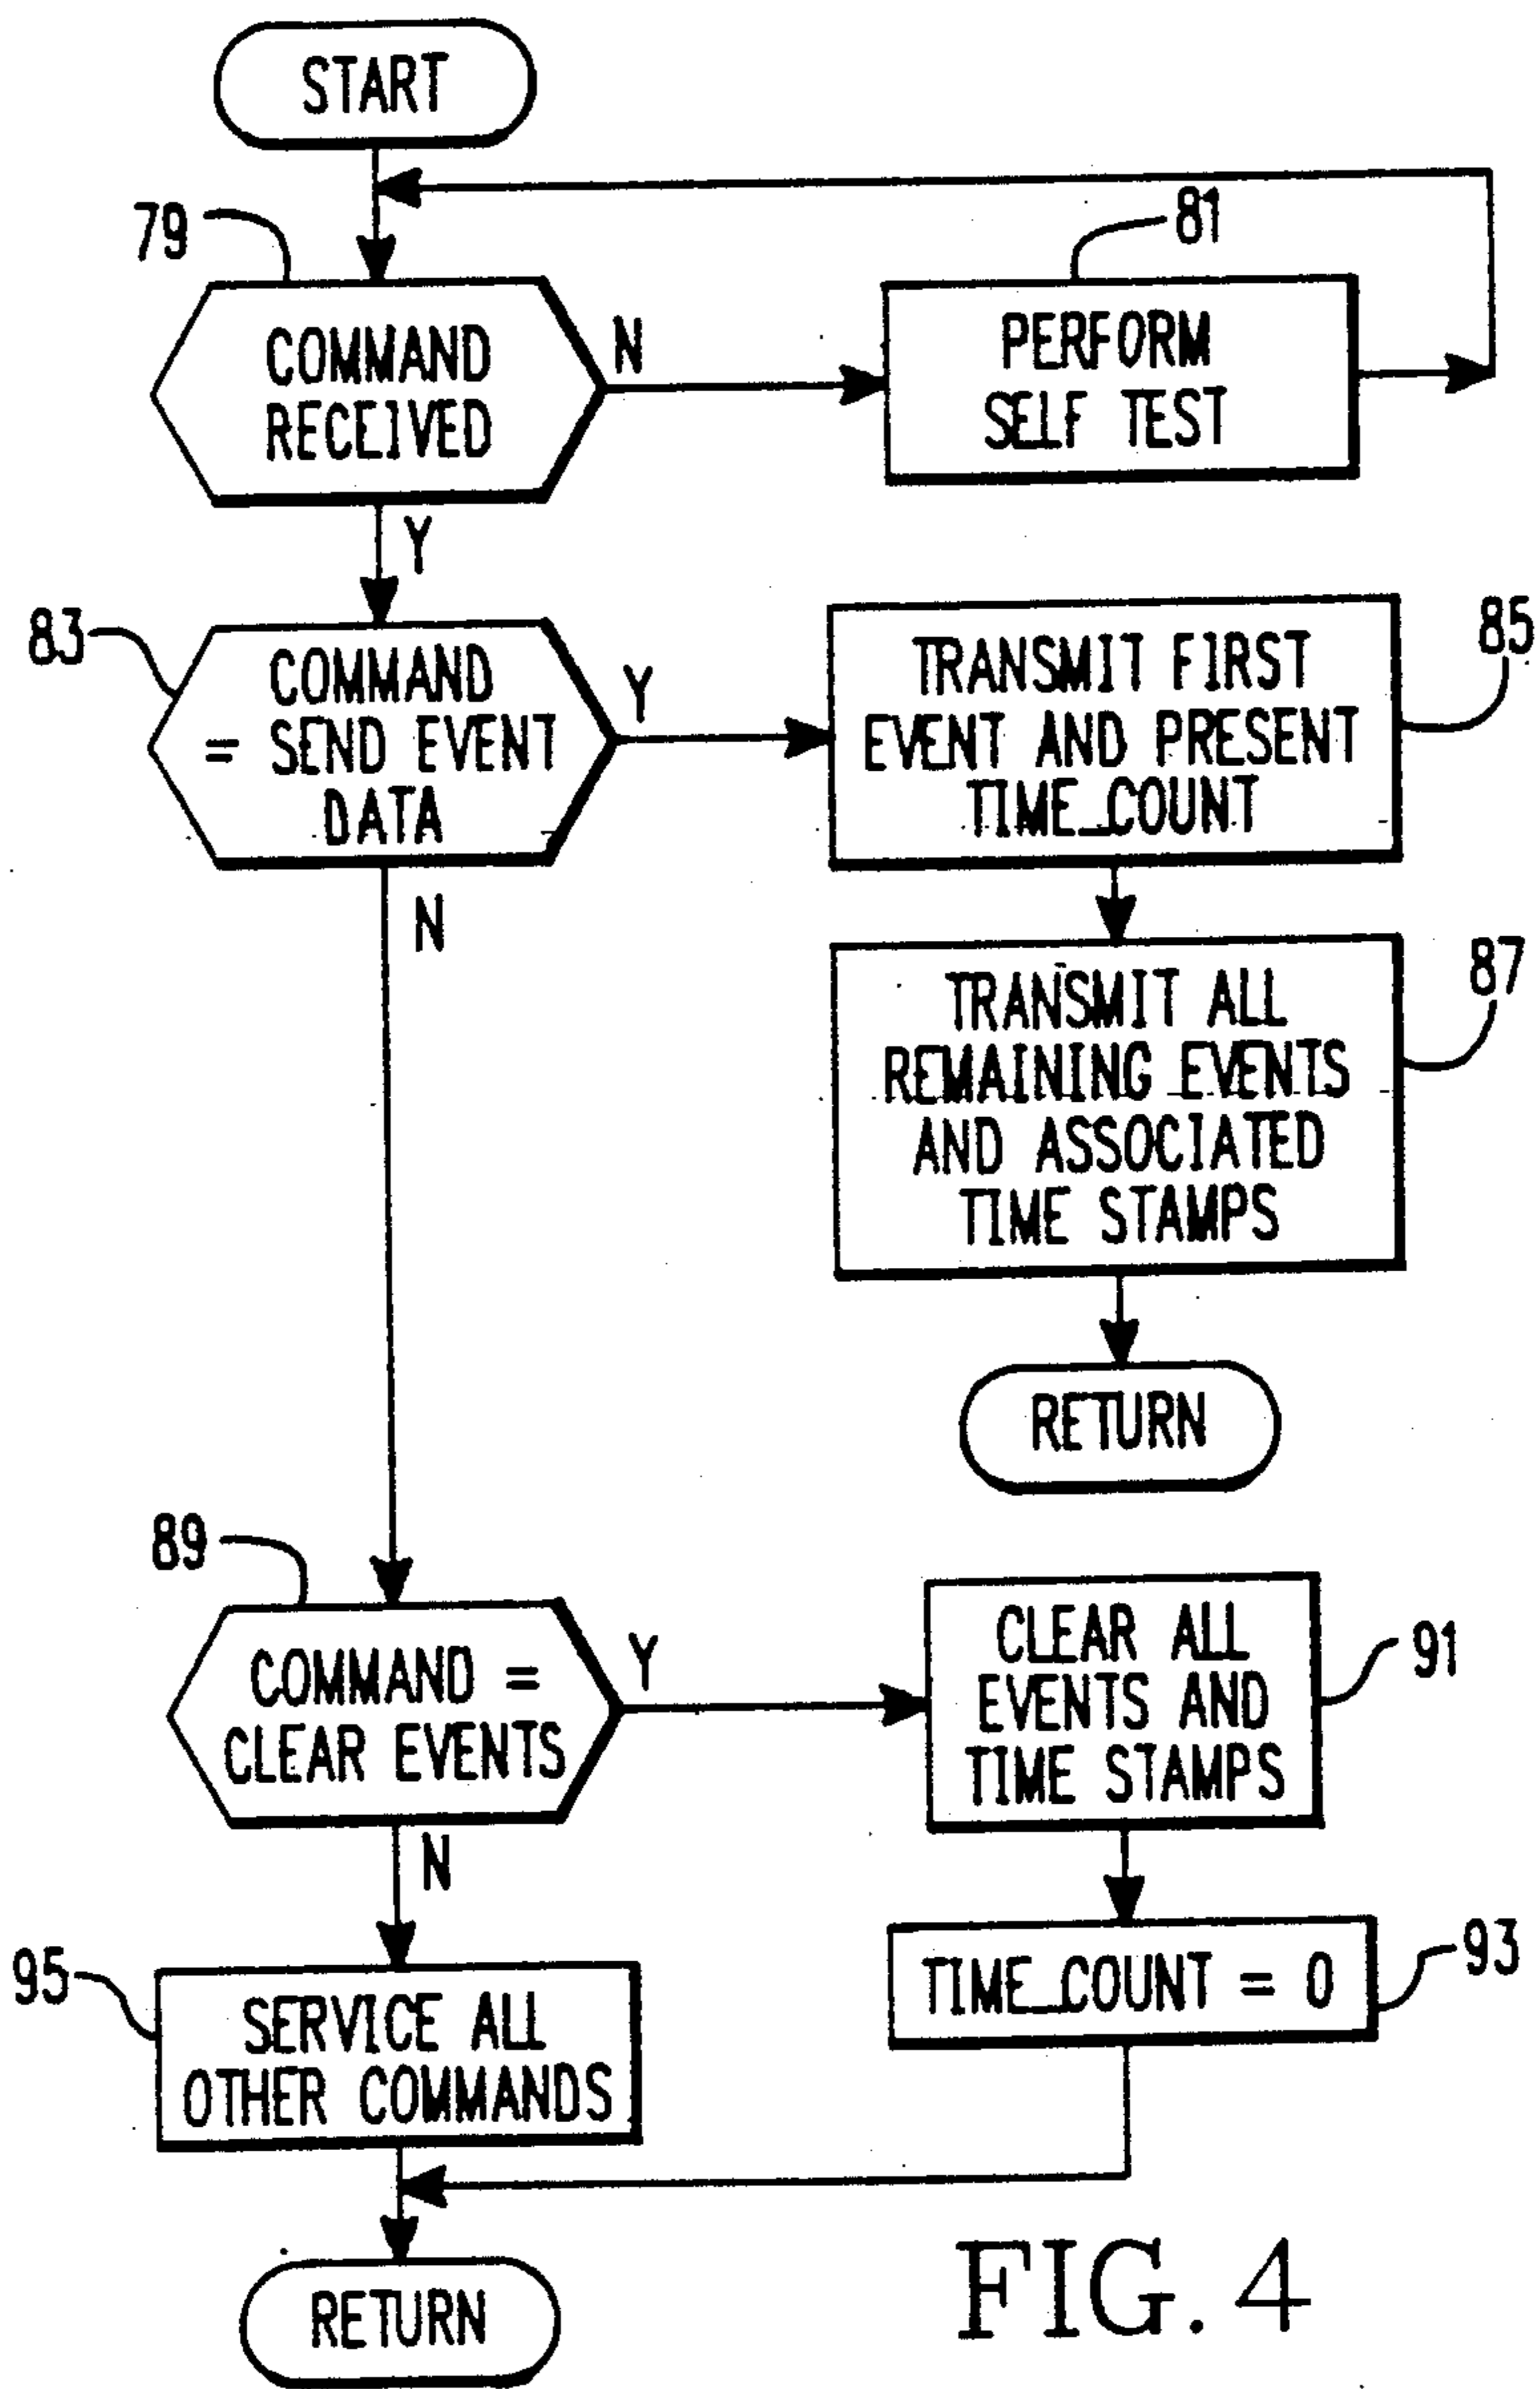 START
79
81
COMMAND
RECEIVED
N
PERFORM
SELF TEST
Y
83
COMMAND
= SEND EVENT
DATA
Y
TRANSMIT FIRST
EVENT AND PRESENT
TIME_COUNT
85
N
TRANSMIT ALL
REMAINING EVENTS
AND ASSOCIATED
TIME STAMPS
87
RETURN
89
COMMAND =
CLEAR EVENTS
Y
CLEAR ALL
EVENTS AND
TIME STAMPS
91
N
95
SERVICE ALL
OTHER COMMANDS
TIME_COUNT = 0
93
RETURN
FIG. 4